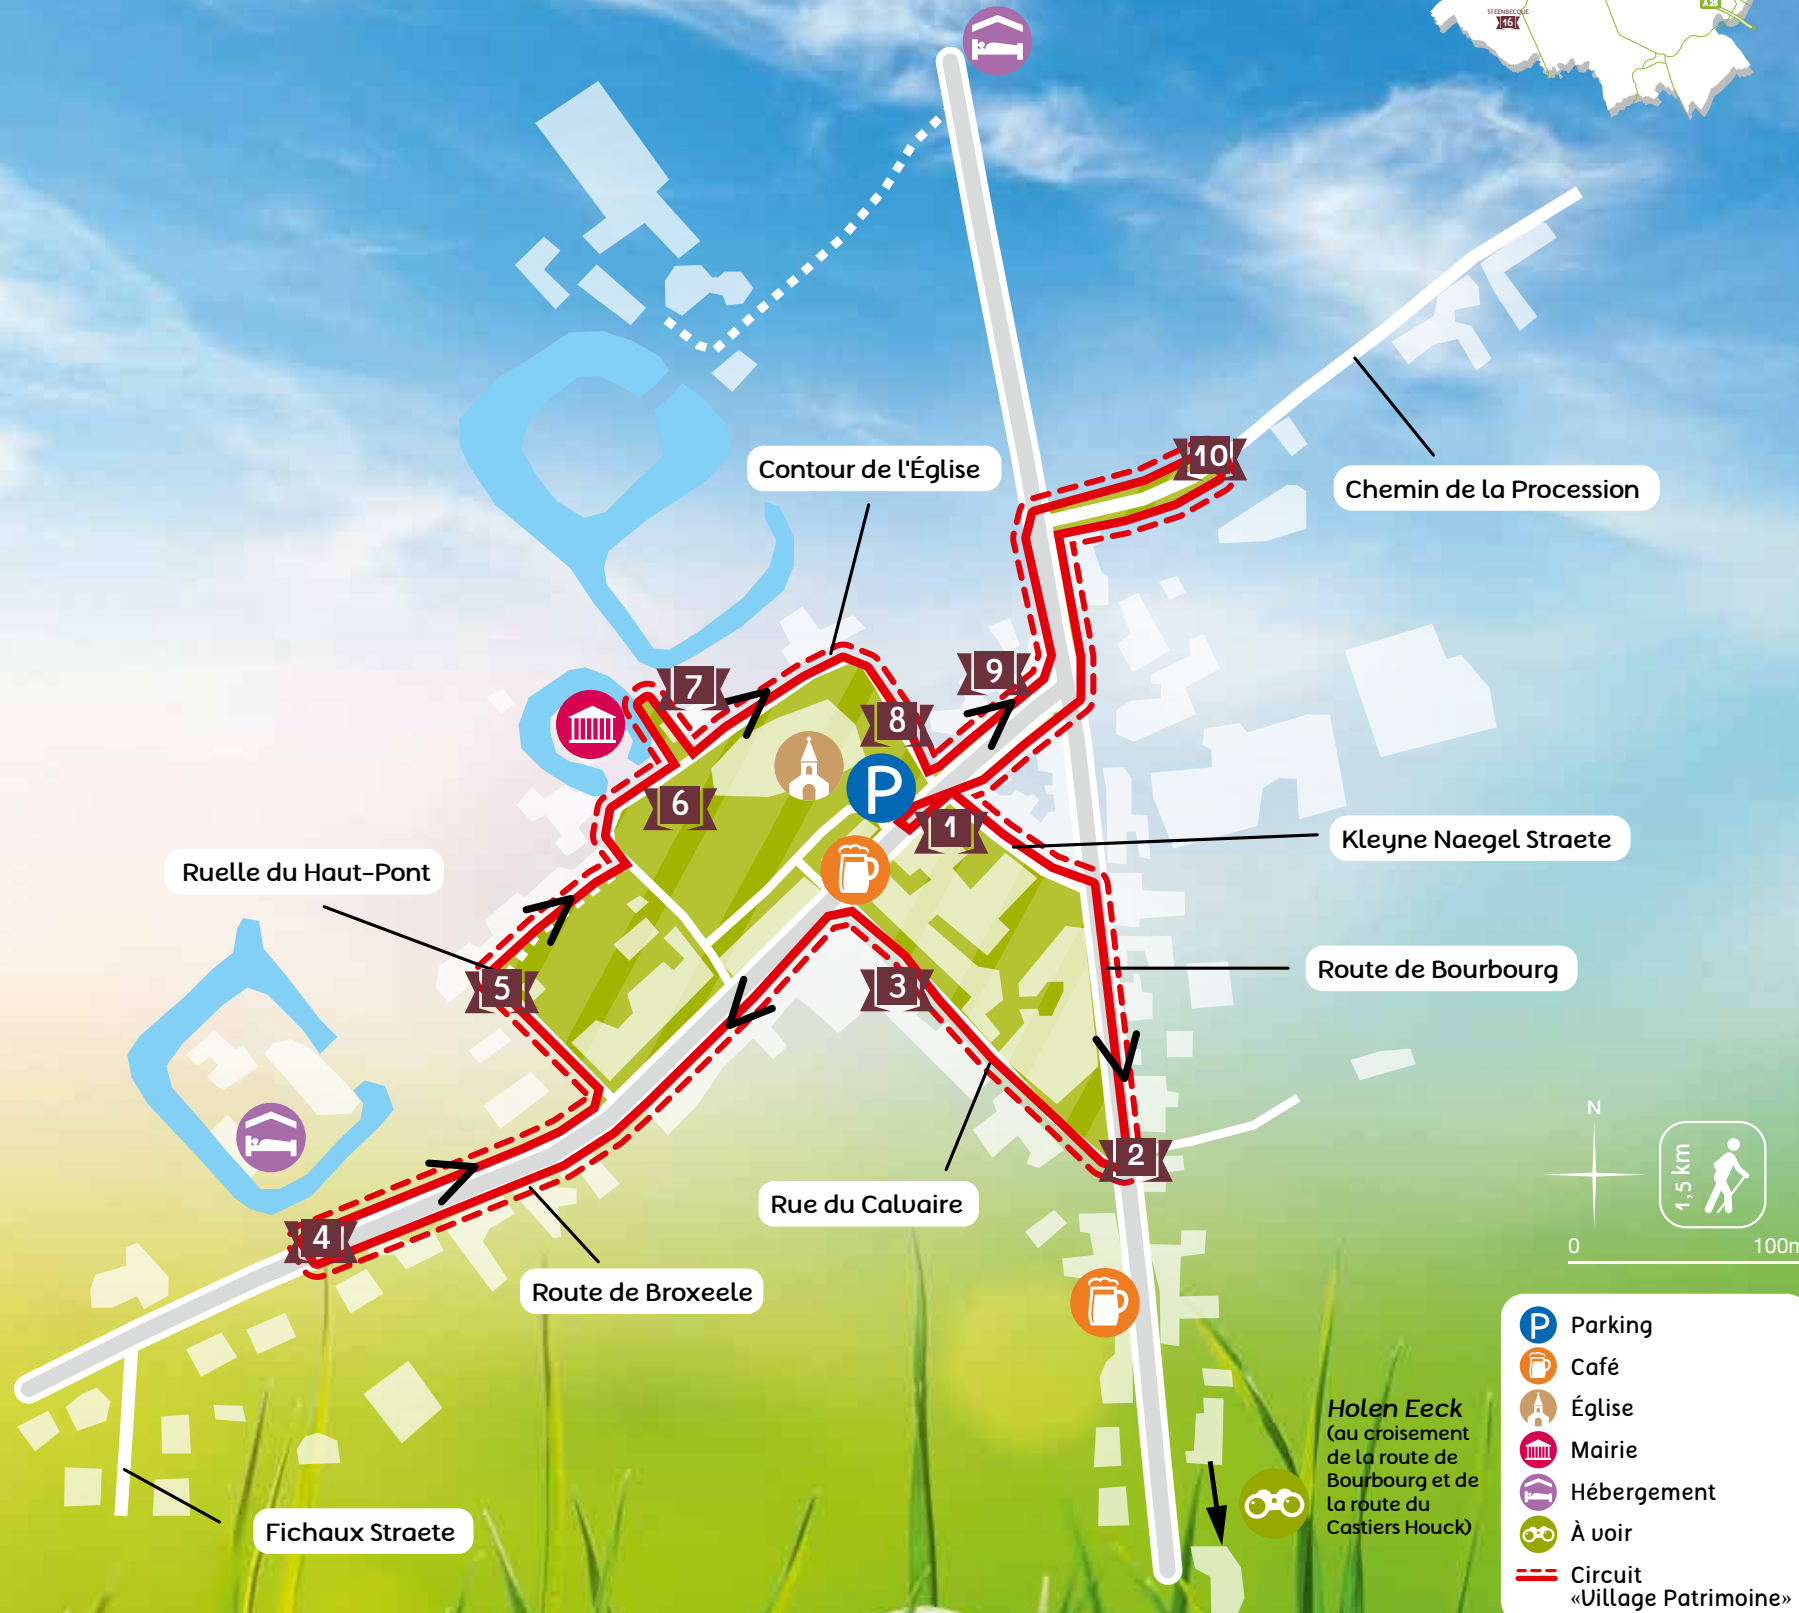 STEENBECQUE
16
A 25
Contour de l'Église
10
Chemin de la Procession
7
9
8
6
P
1
Kleyne Naegel Straete
Ruelle du Haut-Pont
5
3
Route de Bourbourg
2
N
1,5 km
Rue du Calvaire
4
0 100m
Route de Broxeele
P Parking
Café
Église
Mairie
Hébergement
À voir
Circuit
«Village Patrimoine»
Holen Eeck
(au croisement
de la route de
Bourbourg et de
la route du
Castiers Houck)
Fichaux Straete